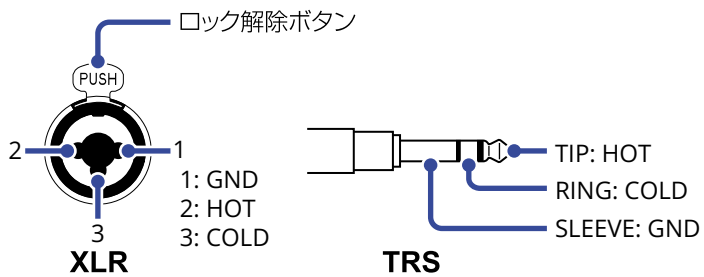 ロック解除ボタン
PUSH
2
1
3
1: GND
2: HOT
3: COLD
XLR
TIP: HOT
RING: COLD
SLEEVE: GND
TRS